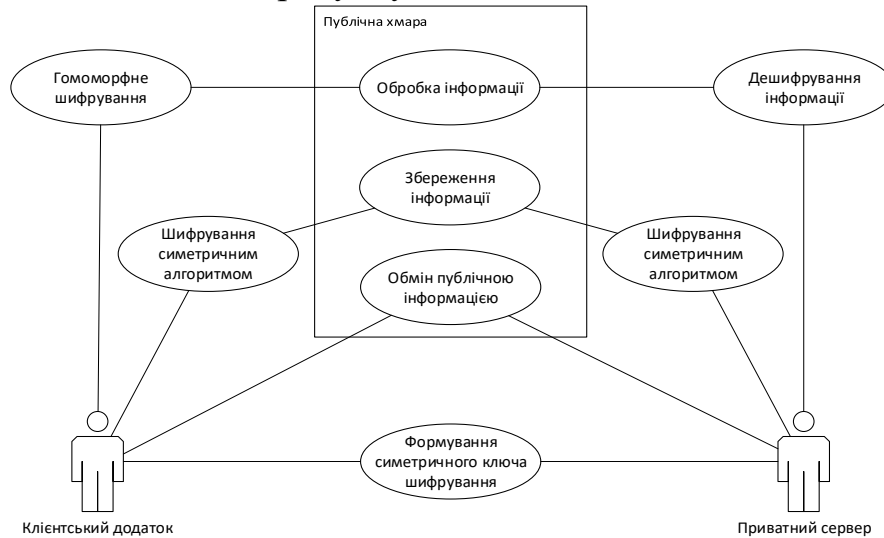 Публічна хмара
Гомоморфне
шифрування
Обробка інформації
Дешифрування
інформації
Збереження
інформації
Шифрування
симетричним
алгоритмом
Шифрування
симетричним
алгоритмом
Обмін публічною
інформацією
Формування
симетричного ключа
шифрування
Клієнтський додаток
Приватний сервер